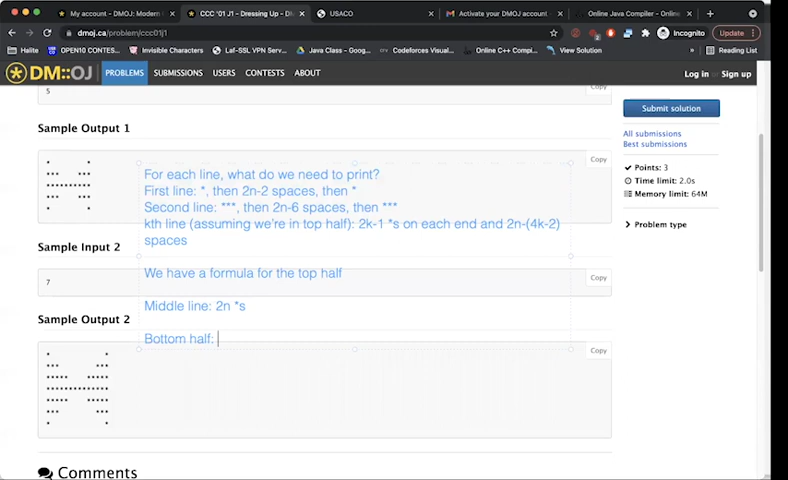 My account - DMOJ: Modern
CCC '01 J1 - Dressing Up - DM
USACO
Activate your DMOJ account
Online Java Compiler - Online
dmoj.ca/problem/ccc01j1
Incognito
Update
Halite
OPEN10 CONTES...
Invisible Characters
Laf-SSL VPN Serv...
Java Class - Goog...
Codeforces Visual...
Online C++ Compil...
View Solution
Reading List
DM::OJ
PROBLEMS
SUBMISSIONS
USERS
CONTESTS
ABOUT
Log in or Sign up
5
Copy
Sample Output 1
Copy
*        *
***    ***
**********
***    ***
*        *
For each line, what do we need to print?
First line: *, then 2n-2 spaces, then *
Second line: ***, then 2n-6 spaces, then ***
kth line (assuming we're in top half): 2k-1 *s on each end and 2n-(4k-2)
spaces
We have a formula for the top half
Middle line: 2n *s
Bottom half:
Sample Input 2
7
Copy
Sample Output 2
Copy
*            *
***        ***
*****    *****
**************
*****    *****
***        ***
*            *
Comments
Submit solution
All submissions
Best submissions
Points: 3
Time limit: 2.0s
Memory limit: 64M
Problem type